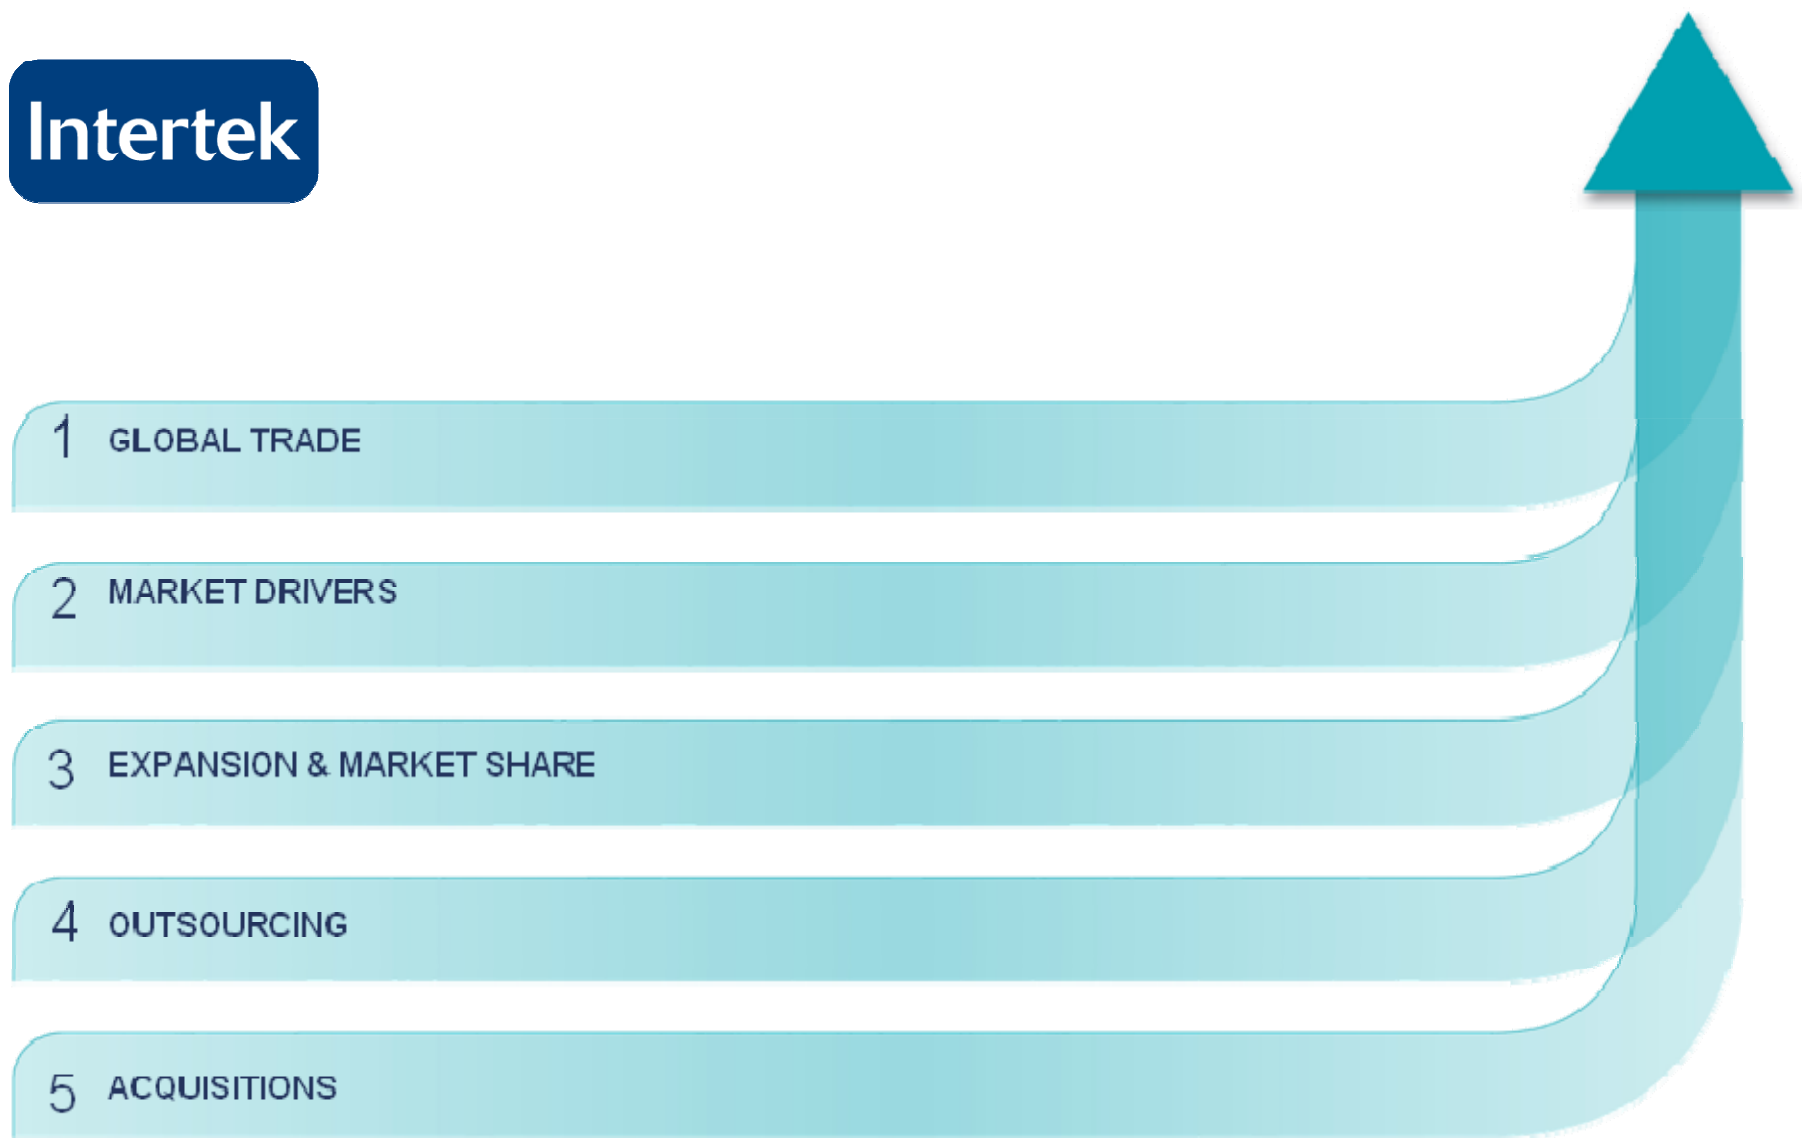 Intertek
1 GLOBAL TRADE
2 MARKET DRIVERS
3 EXPANSION & MARKET SHARE
4 OUTSOURCING
5 ACQUISITIONS